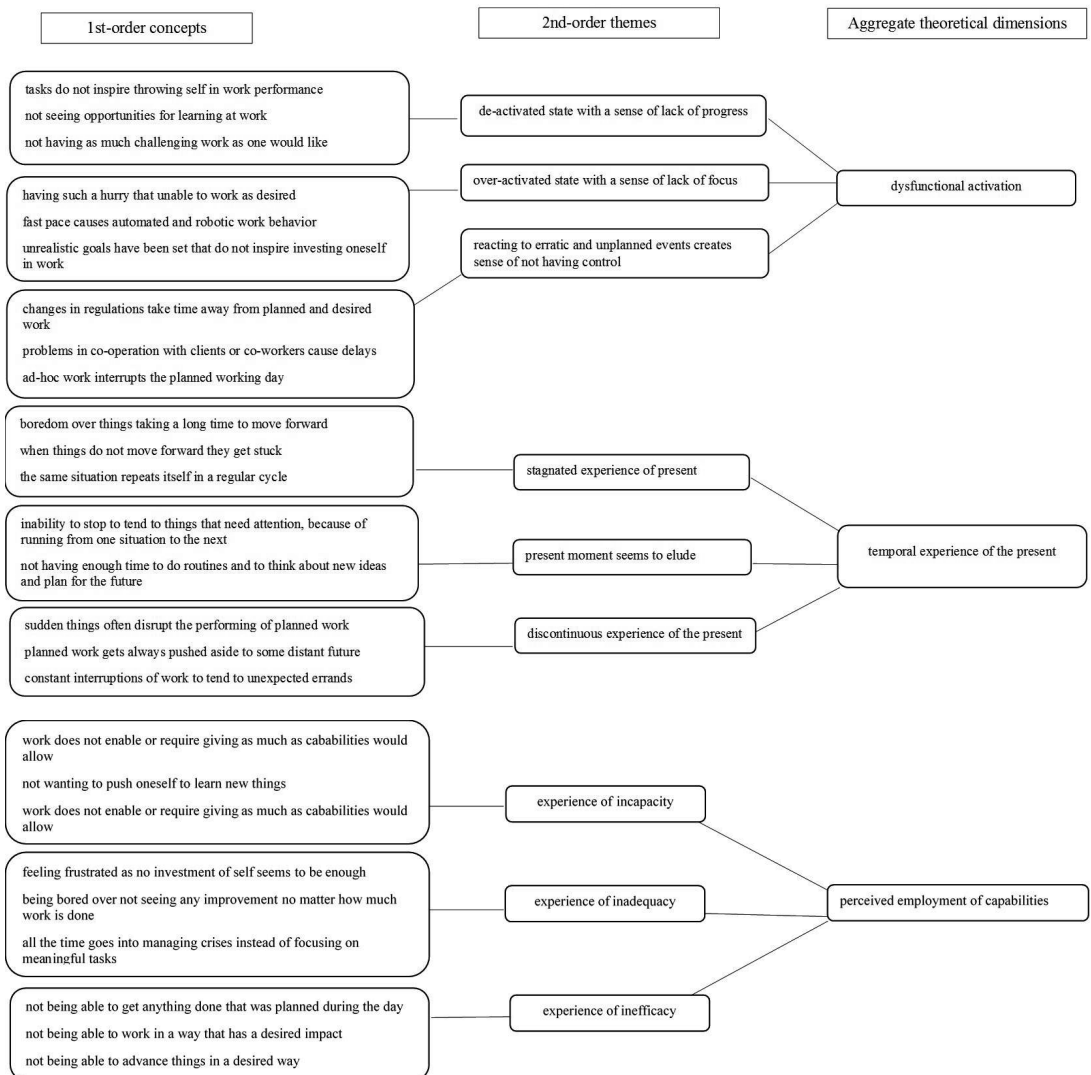 1st-order concepts
2nd-order themes
Aggregate theoretical dimensions
tasks do not inspire throwing self in work performance
not seeing opportunities for learning at work
not having as much challenging work as one would like
de-activated state with a sense of lack of progress
having such a hurry that unable to work as desired
fast pace causes automated and robotic work behavior
unrealistic goals have been set that do not inspire investing oneself
in work
over-activated state with a sense of lack of focus
changes in regulations take time away from planned and desired
work
problems in co-operation with clients or co-workers cause delays
ad-hoc work interrupts the planned working day
reacting to erratic and unplanned events creates
sense of not having control
dysfunctional activation
boredom over things taking a long time to move forward
when things do not move forward they get stuck
the same situation repeats itself in a regular cycle
stagnated experience of present
inability to stop to tend to things that need attention, because of
running from one situation to the next
not having enough time to do routines and to think about new ideas
and plan for the future
present moment seems to elude
sudden things often disrupt the performing of planned work
planned work gets always pushed aside to some distant future
constant interruptions of work to tend to unexpected errands
discontinuous experience of the present
temporal experience of the present
work does not enable or require giving as much as cababilities would
allow
not wanting to push oneself to learn new things
work does not enable or require giving as much as cababilities would
allow
experience of incapacity
feeling frustrated as no investment of self seems to be enough
being bored over not seeing any improvement no matter how much
work is done
all the time goes into managing crises instead of focusing on
meaningful tasks
experience of inadequacy
not being able to get anything done that was planned during the day
not being able to work in a way that has a desired impact
not being able to advance things in a desired way
experience of inefficacy
perceived employment of capabilities